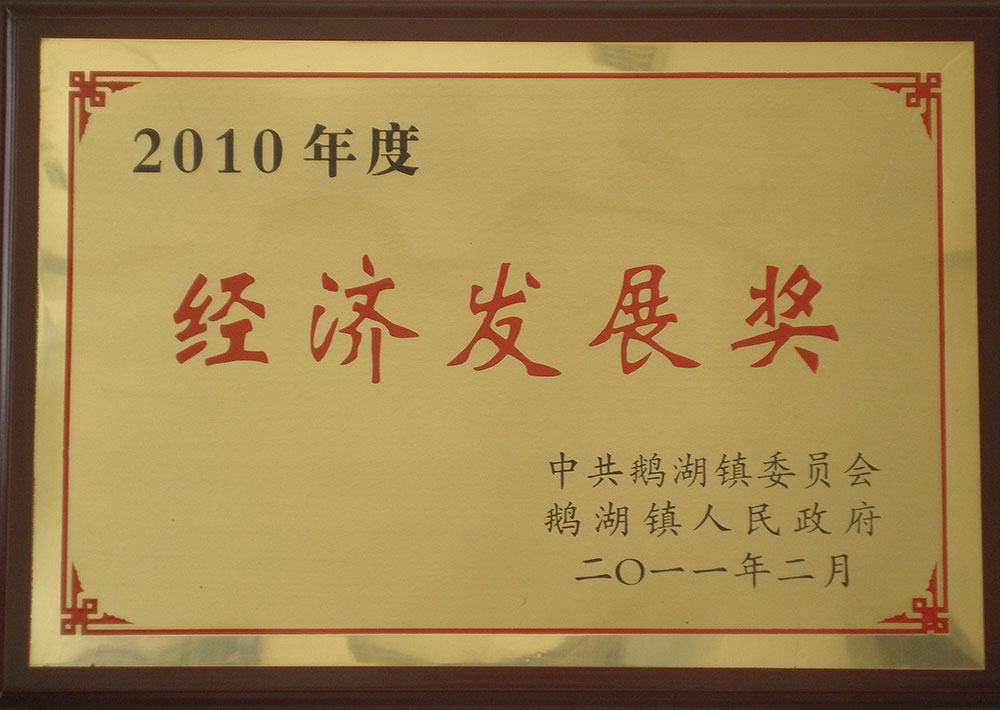 2010年度
经济发展奖
中共鹅湖镇委员会
鹅湖镇人民政府
二〇一一年二月